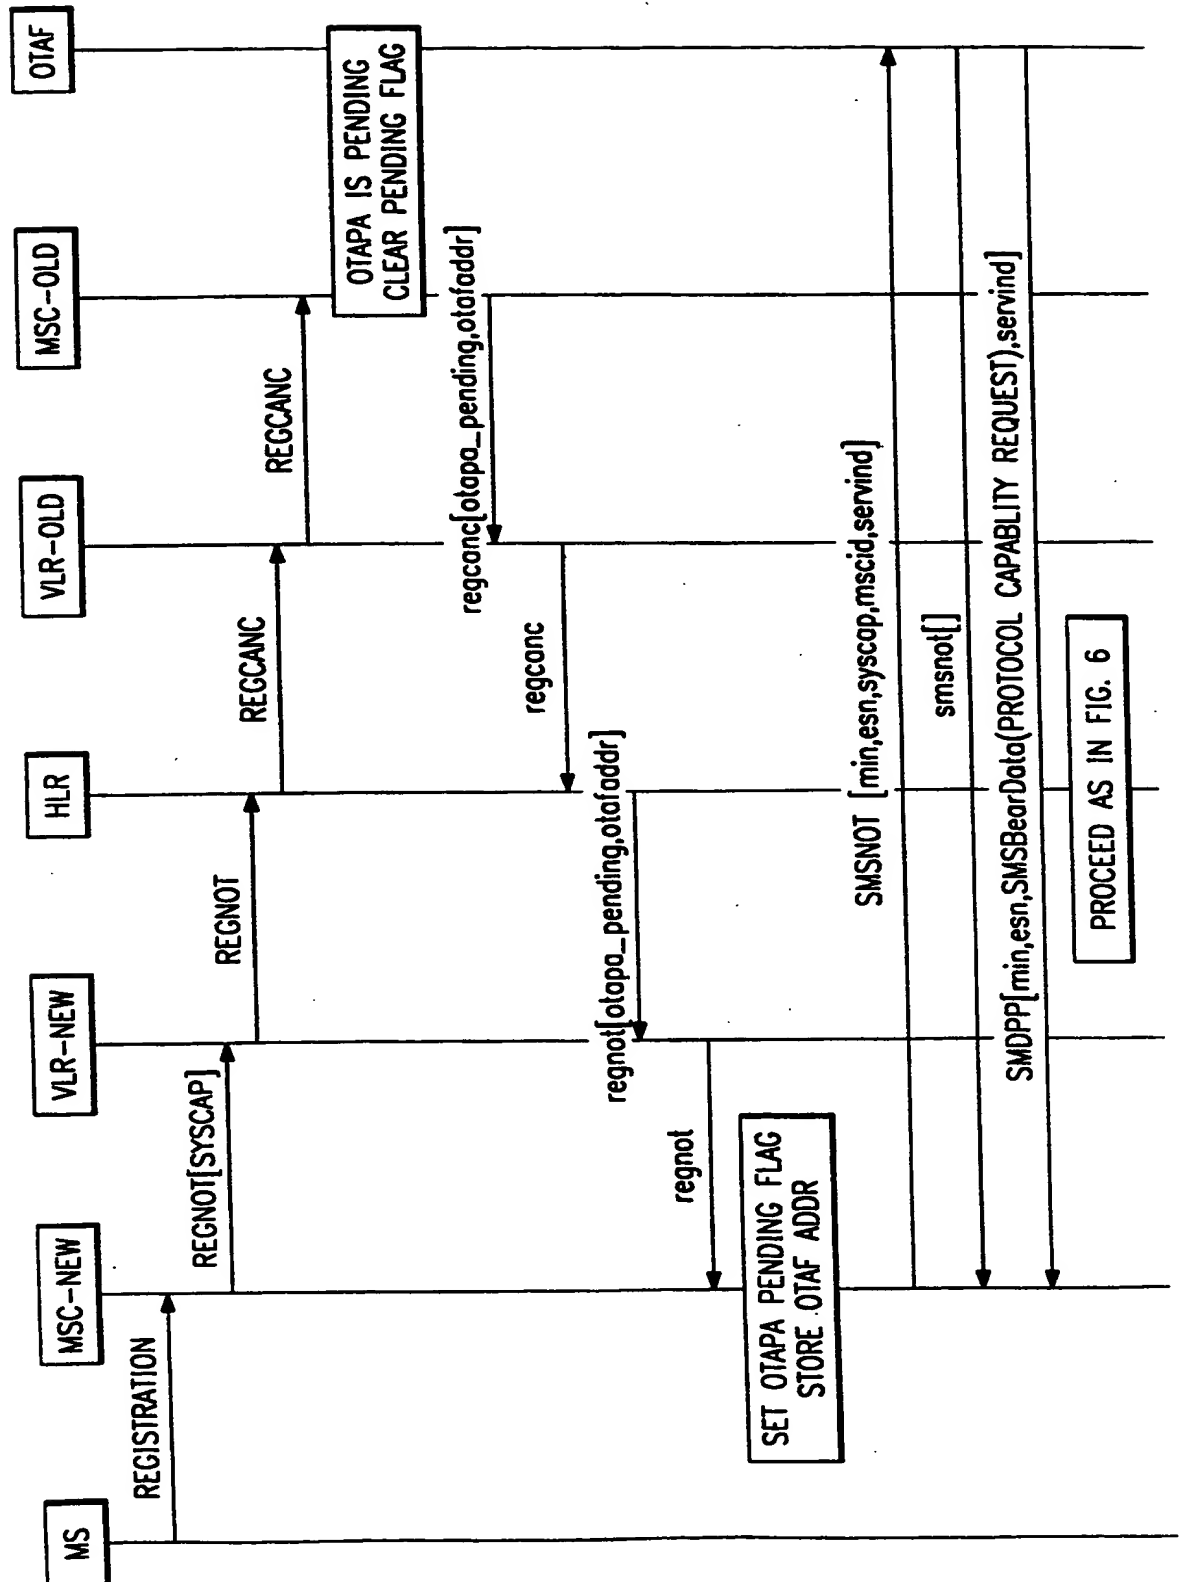 MS
MSC-NEW
VLR-NEW
HLR
VLR-OLD
MSC-OLD
OTAF
REGISTRATION
REGNOT[SYSCAP]
REGNOT
REGCANC
REGCANC
OTAPA IS PENDING
CLEAR PENDING FLAG
regcanc[otapa_pending,otafaddr]
regcanc
regnot[otapa_pending,otafaddr]
regnot
SET OTAPA PENDING FLAG
STORE OTAF ADDR
SMSNOT [min,esn,syscap,mscid,servind]
smsnot[]
SMDPP[min,esn,SMSBearData(PROTOCOL CAPABLITY REQUEST),servind]
PROCEED AS IN FIG. 6